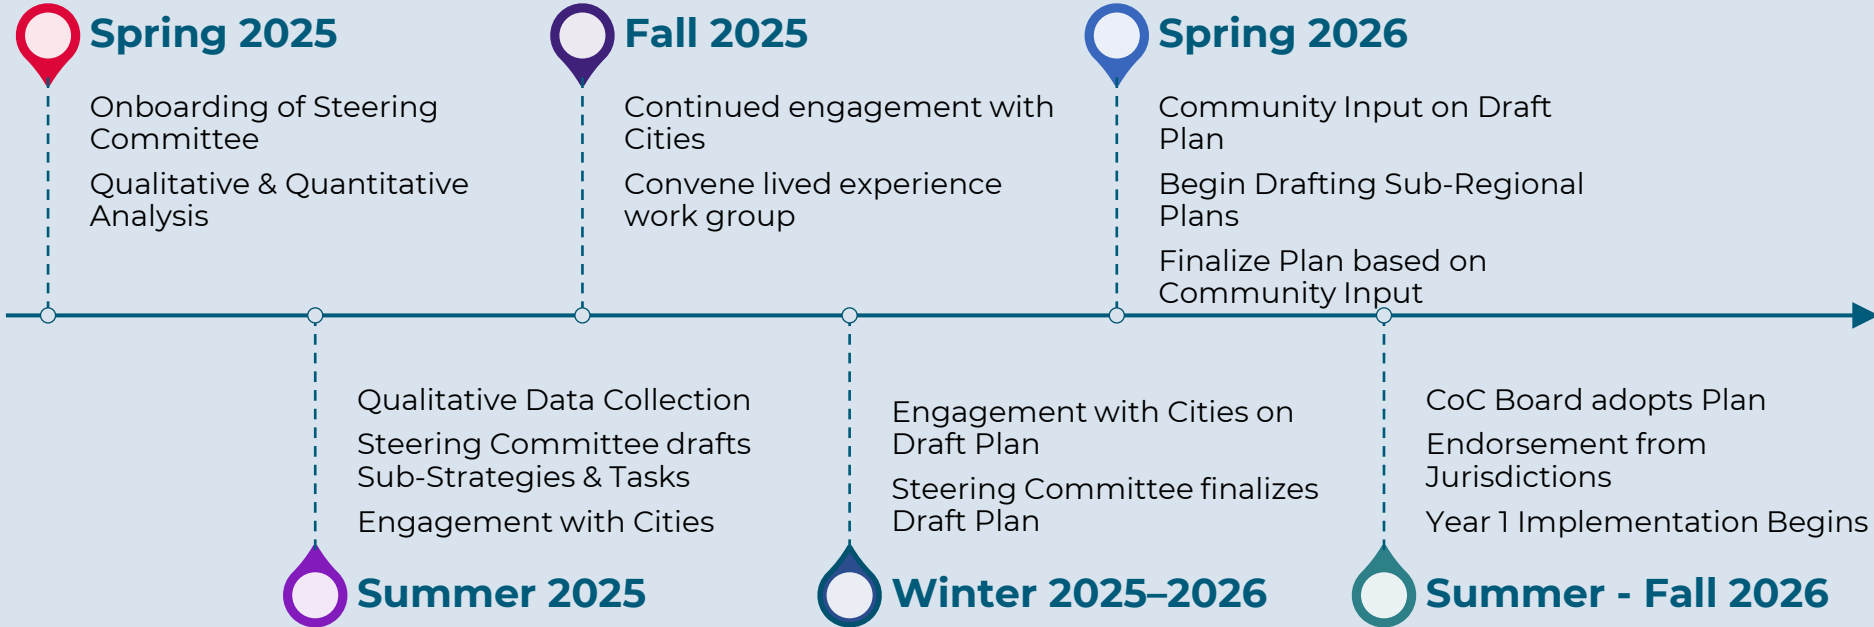 Spring 2025
Onboarding of Steering
Committee
Qualitative & Quantitative
Analysis
Qualitative Data Collection
Steering Committee drafts
Sub-Strategies & Tasks
Engagement with Cities
Summer 2025
Fall 2025
Continued engagement with
Cities
Convene lived experience
work group
Engagement with Cities on
Draft Plan
Steering Committee finalizes
Draft Plan
Winter 2025–2026
Spring 2026
Community Input on Draft
Plan
Begin Drafting Sub-Regional
Plans
Finalize Plan based on
Community Input
CoC Board adopts Plan
Endorsement from
Jurisdictions
Year 1 Implementation Begins
Summer - Fall 2026